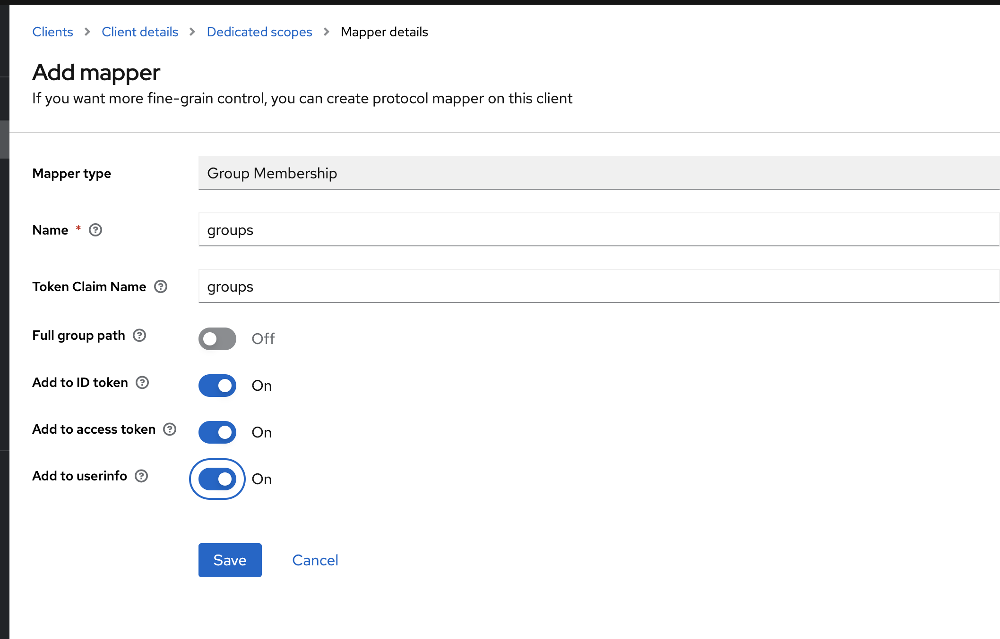 Clients > Client details > Dedicated scopes > Mapper details
Add mapper
If you want more fine-grain control, you can create protocol mapper on this client
Mapper type Group Membership
Name * groups
Token Claim Name groups
Full group path Off
Add to ID token On
Add to access token On
Add to userinfo On
Save Cancel